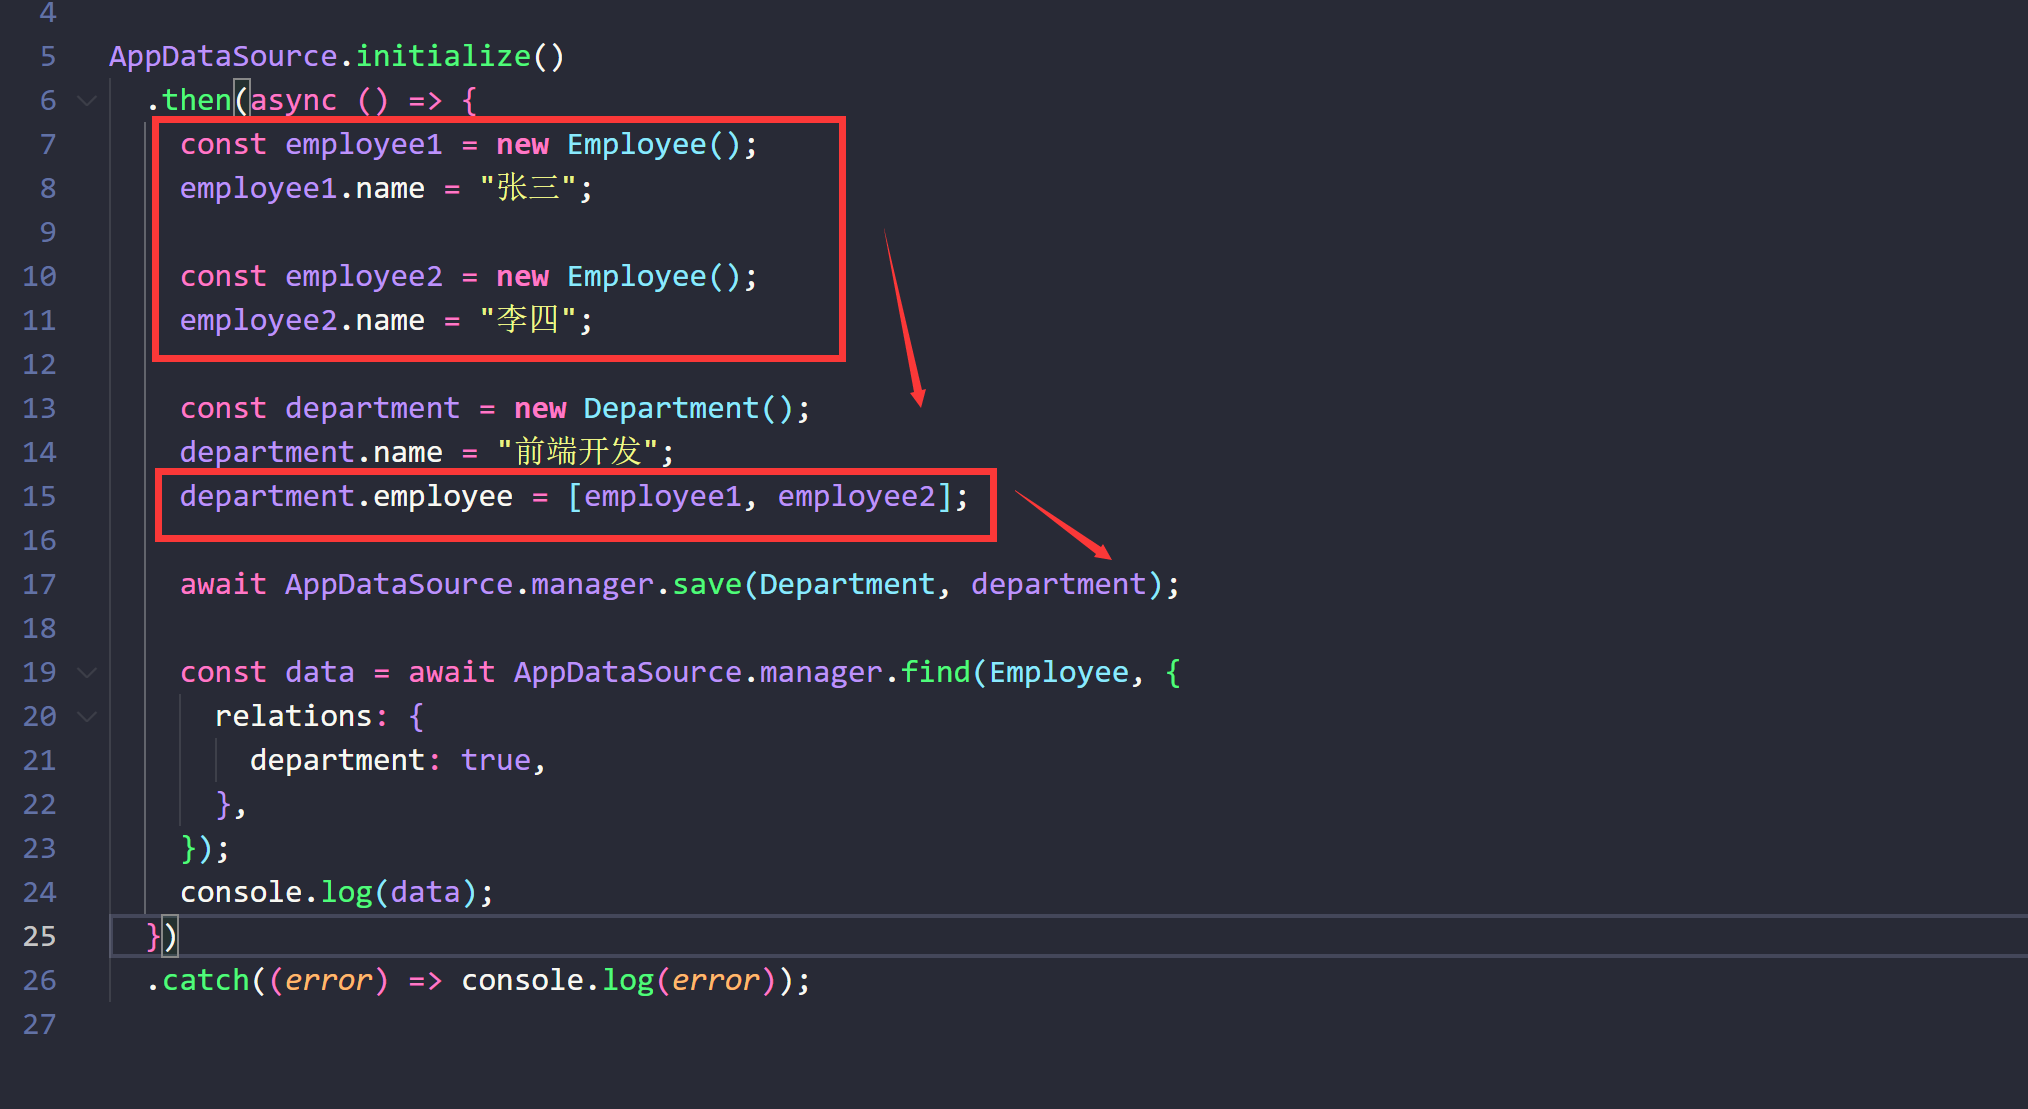 4
5 AppDataSource.initialize()
6 .then(async () => {
7 const employee1 = new Employee();
8 employee1.name = "张三";
9
10 const employee2 = new Employee();
11 employee2.name = "李四";
12
13 const department = new Department();
14 department.name = "前端开发";
15 department.employee = [employee1, employee2];
16
17 await AppDataSource.manager.save(Department, department);
18
19 const data = await AppDataSource.manager.find(Employee, {
20 relations: {
21 department: true,
22 },
23 });
24 console.log(data);
25 })
26 .catch((error) => console.log(error));
27